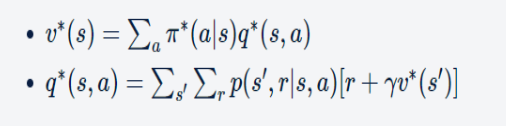 • v*(s) = ∑ₐ π*(a|s)q*(s, a)
• q*(s, a) = ∑ₛ′ ∑ᵣ p(s′, r|s, a)[r + γv*(s′)]